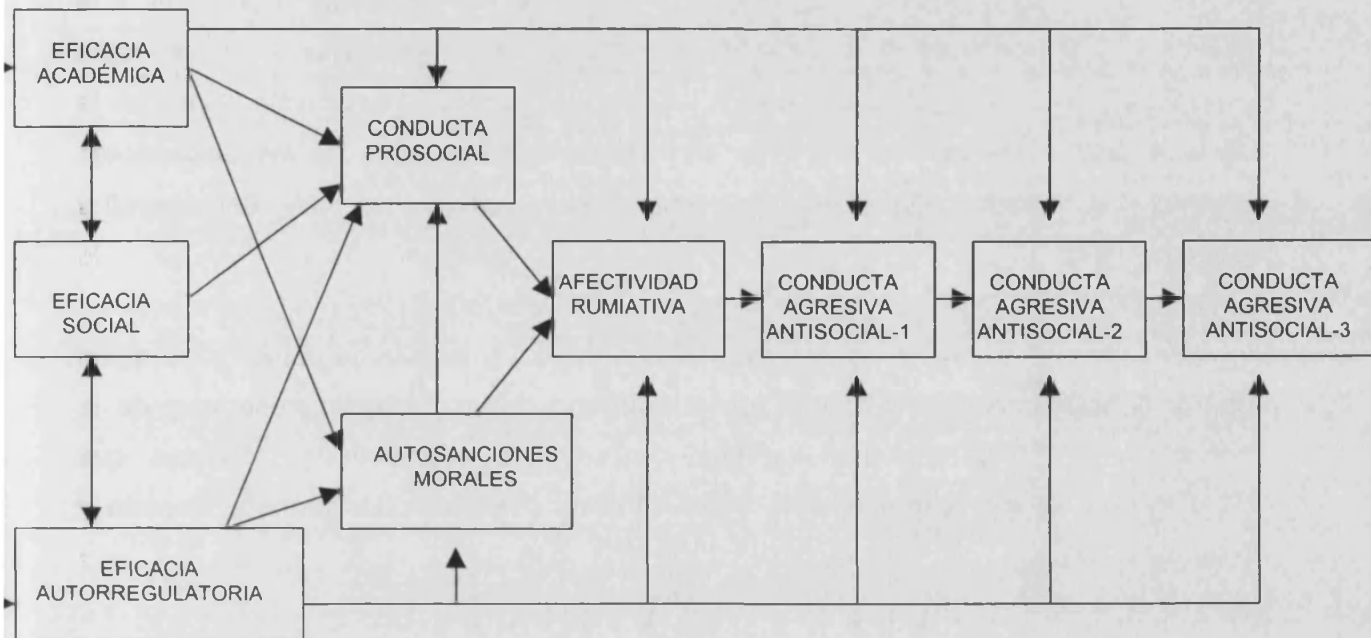 EFICACIA
ACADÉMICA
CONDUCTA
PROSOCIAL
EFICACIA
SOCIAL
AFECTIVIDAD
RUMIATIVA
CONDUCTA
AGRESIVA
ANTISOCIAL-1
CONDUCTA
AGRESIVA
ANTISOCIAL-2
CONDUCTA
AGRESIVA
ANTISOCIAL-3
AUTOSANCIONES
MORALES
EFICACIA
AUTORREGULATORIA